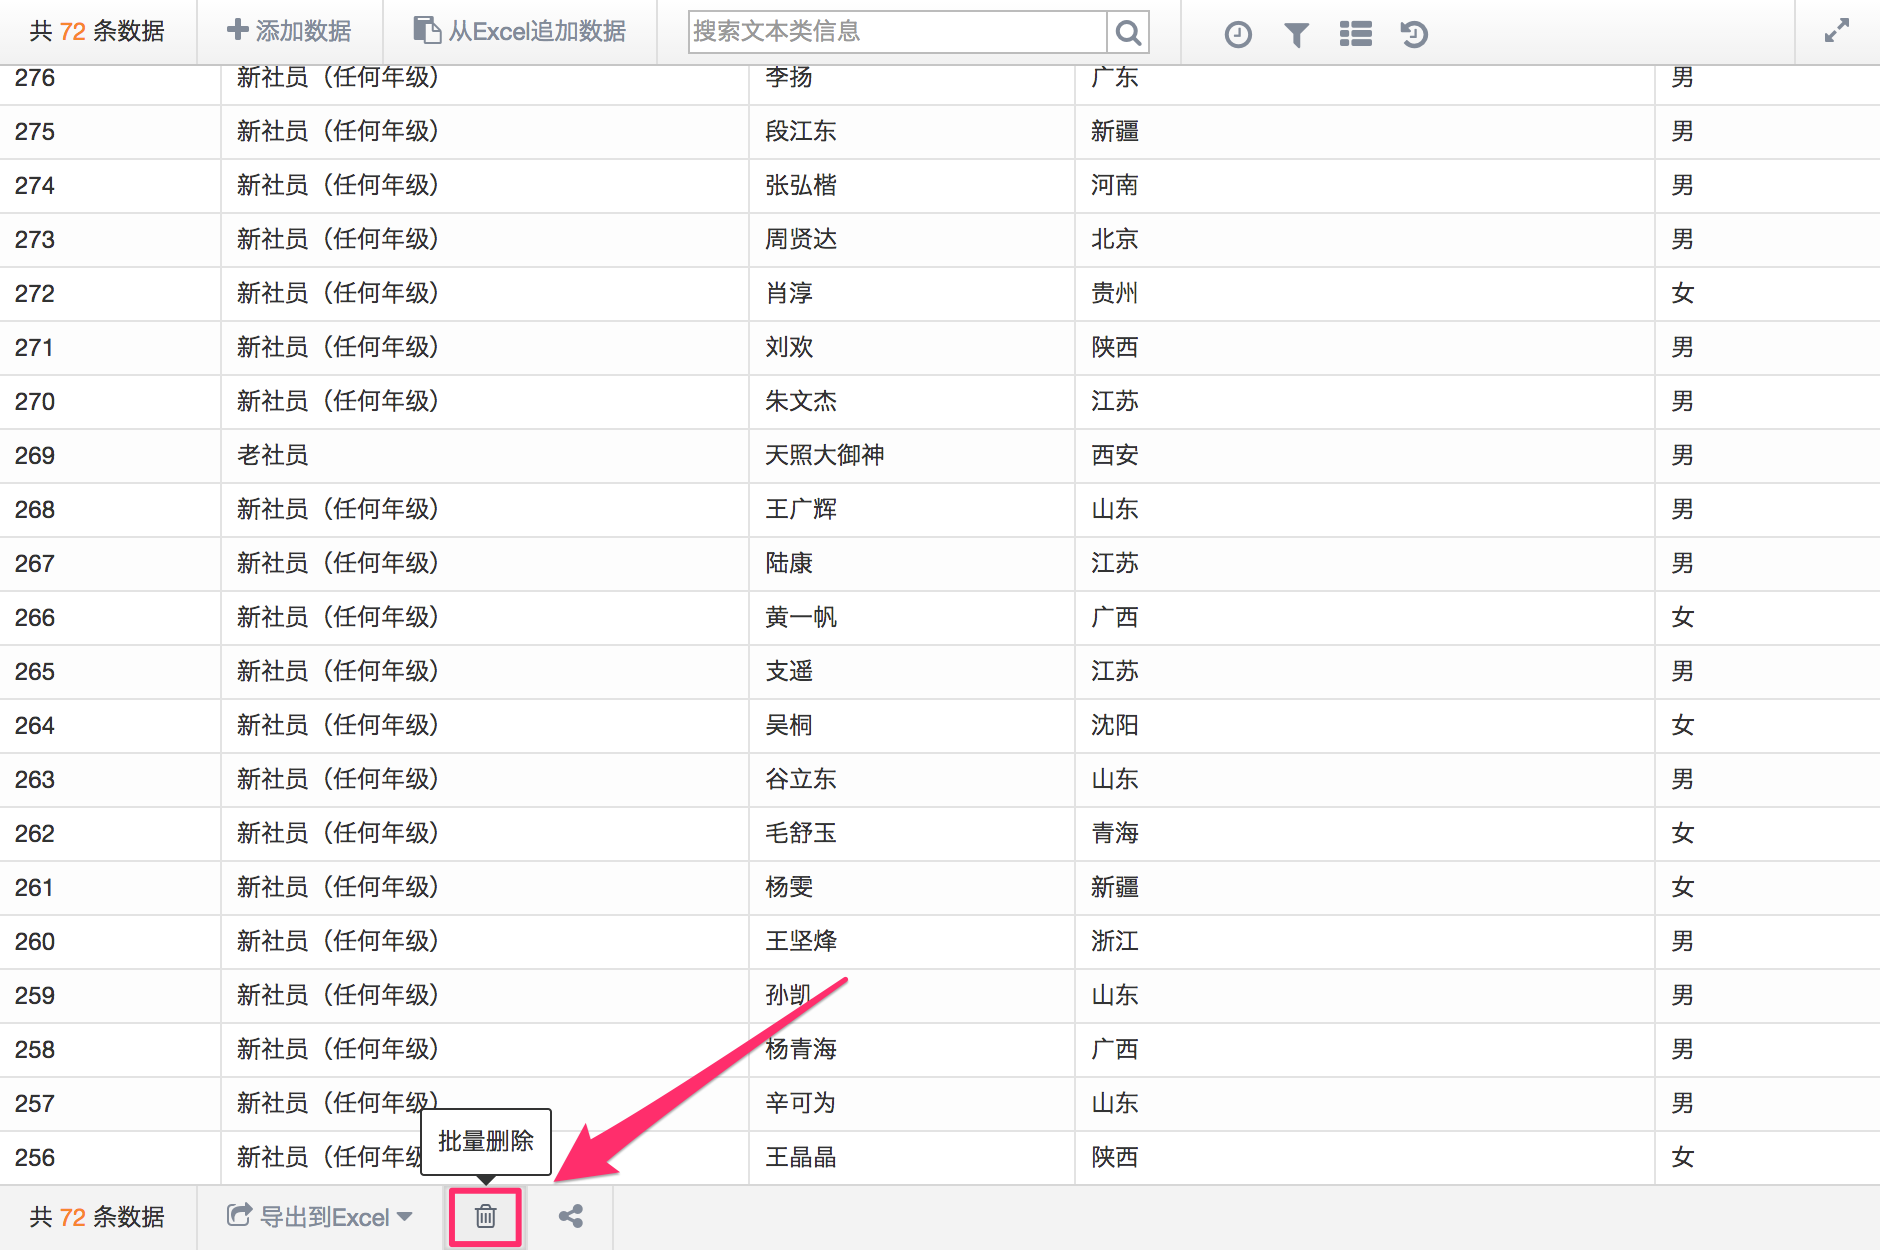 共 72 条数据 添加数据 从Excel追加数据 搜索文本类信息
276 新社员（任何年级） 李扬 广东 男
275 新社员（任何年级） 段江东 新疆 男
274 新社员（任何年级） 张弘楷 河南 男
273 新社员（任何年级） 周贤达 北京 男
272 新社员（任何年级） 肖淳 贵州 女
271 新社员（任何年级） 刘欢 陕西 男
270 新社员（任何年级） 朱文杰 江苏 男
269 老社员 天照大御神 西安 男
268 新社员（任何年级） 王广辉 山东 男
267 新社员（任何年级） 陆康 江苏 男
266 新社员（任何年级） 黄一帆 广西 女
265 新社员（任何年级） 支遥 江苏 男
264 新社员（任何年级） 吴桐 沈阳 女
263 新社员（任何年级） 谷立东 山东 男
262 新社员（任何年级） 毛舒玉 青海 女
261 新社员（任何年级） 杨雯 新疆 女
260 新社员（任何年级） 王坚烽 浙江 男
259 新社员（任何年级） 孙凯 山东 男
258 新社员（任何年级） 杨青海 广西 男
257 新社员（任何年级） 辛可为 山东 男
256 新社员（任何年级 王晶晶 陕西 女
批量删除
共 72 条数据 导出到Excel